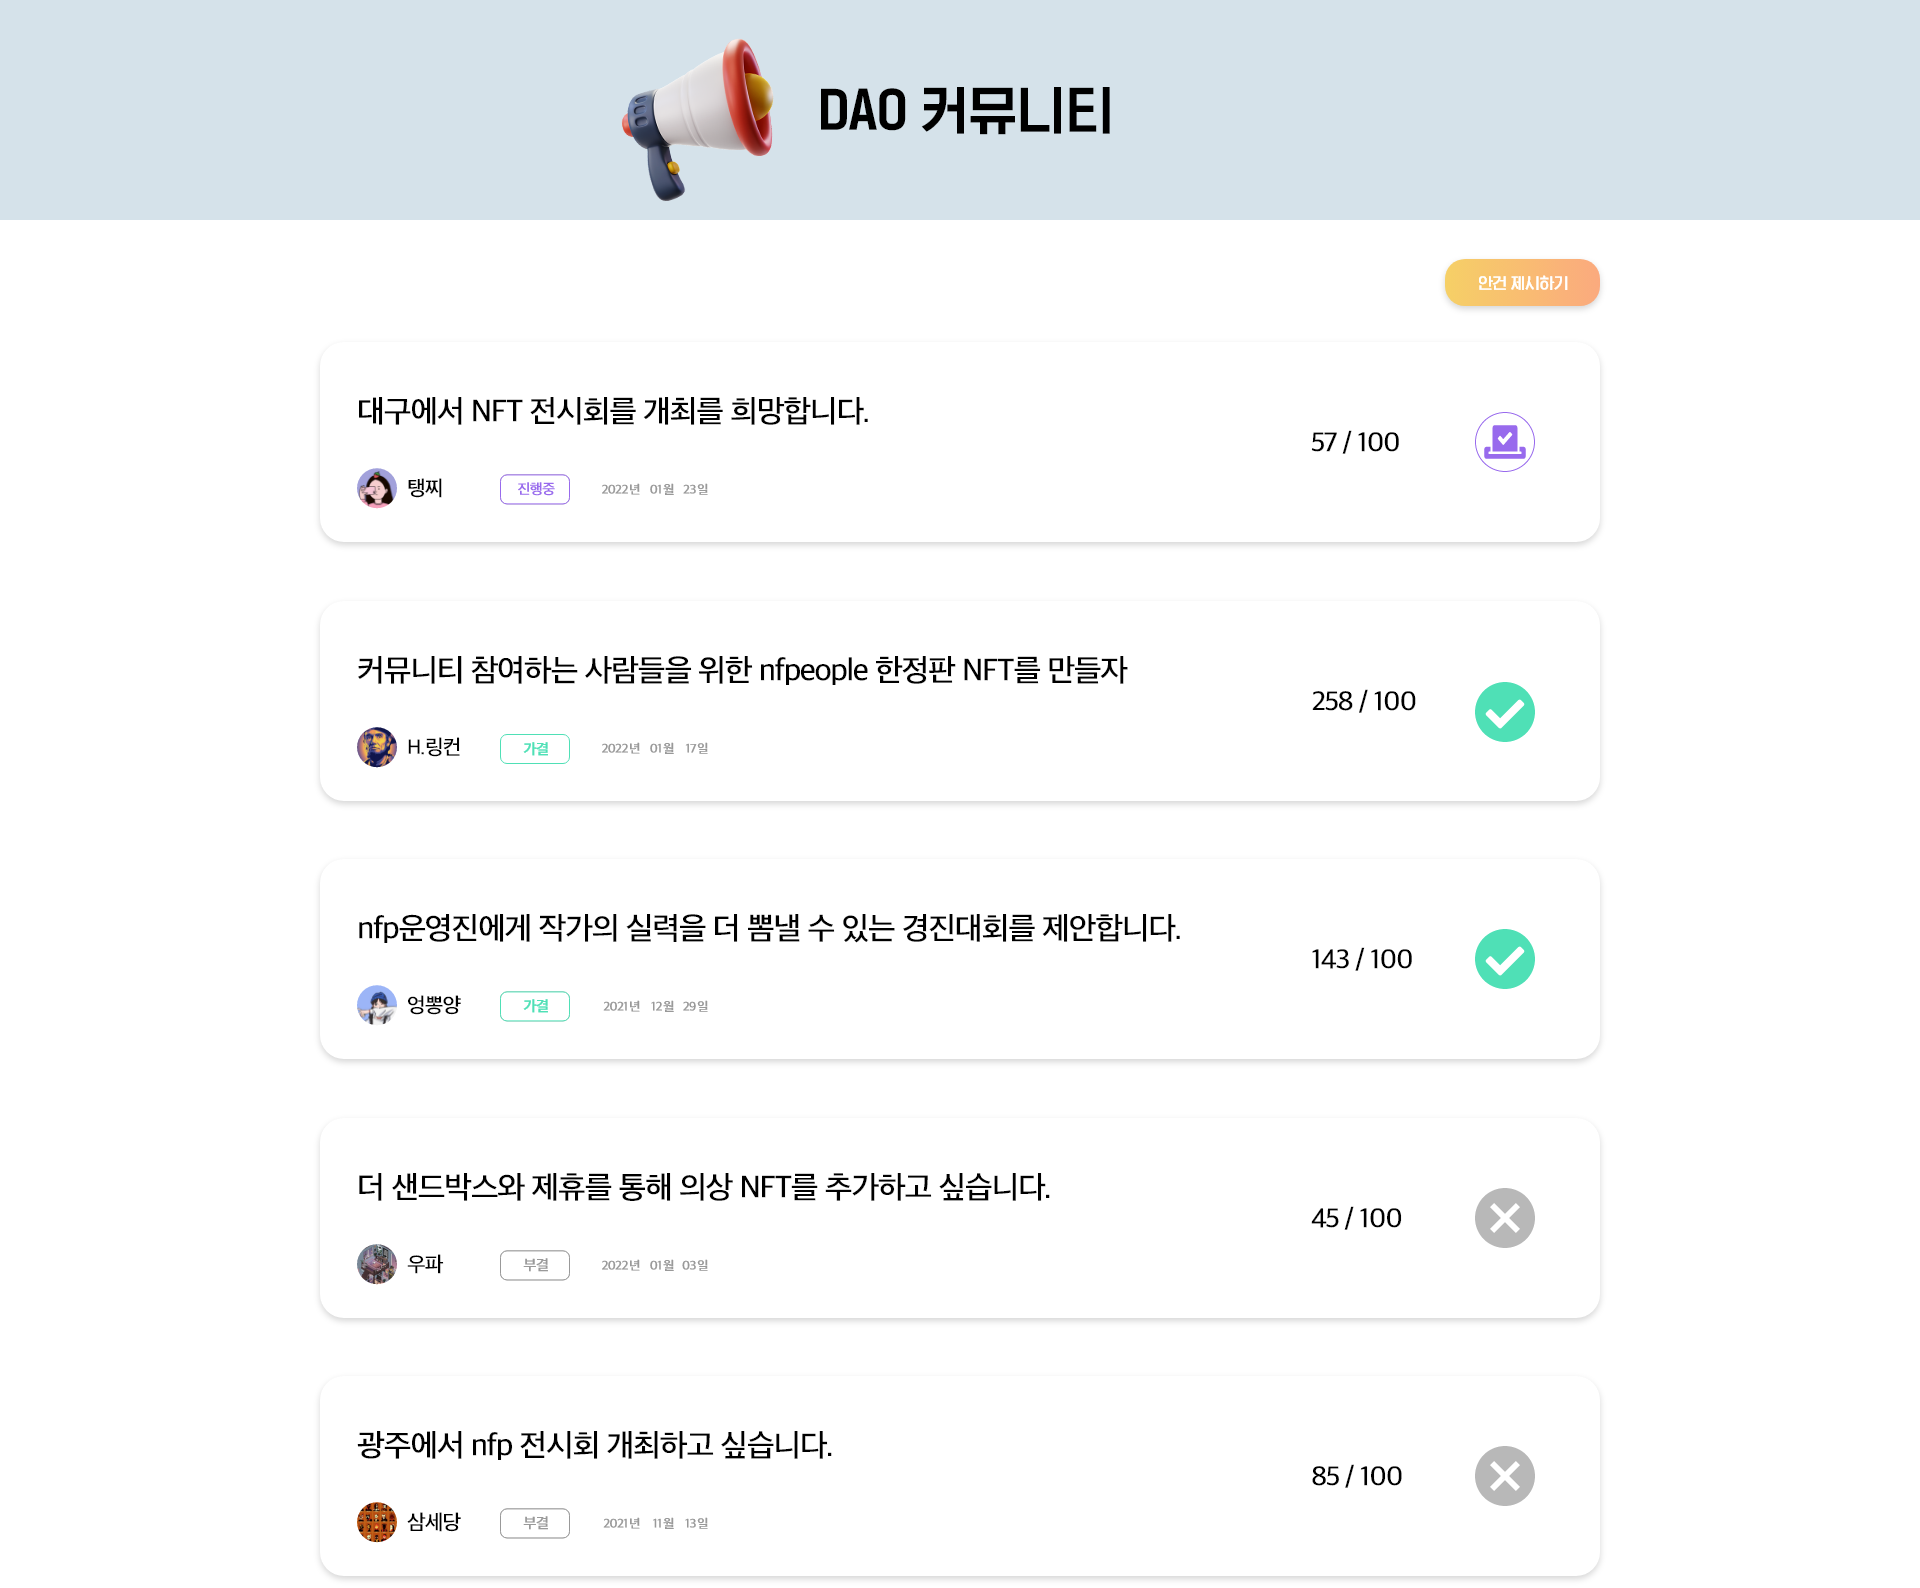 DAO 커뮤니티
안건 제시하기
대구에서 NFT 전시회를 개최를 희망합니다.
57 / 100
탱찌 진행중 2022년 01월 23일
커뮤니티 참여하는 사람들을 위한 nfpeople 한정판 NFT를 만들자
258 / 100
H.링컨 가결 2022년 01월 17일
nfp운영진에게 작가의 실력을 더 뽐낼 수 있는 경진대회를 제안합니다.
143 / 100
엉뽕양 가결 2021년 12월 29일
더 샌드박스와 제휴를 통해 의상 NFT를 추가하고 싶습니다.
45 / 100
우파 부결 2022년 01월 03일
광주에서 nfp 전시회 개최하고 싶습니다.
85 / 100
삼세당 부결 2021년 11월 13일